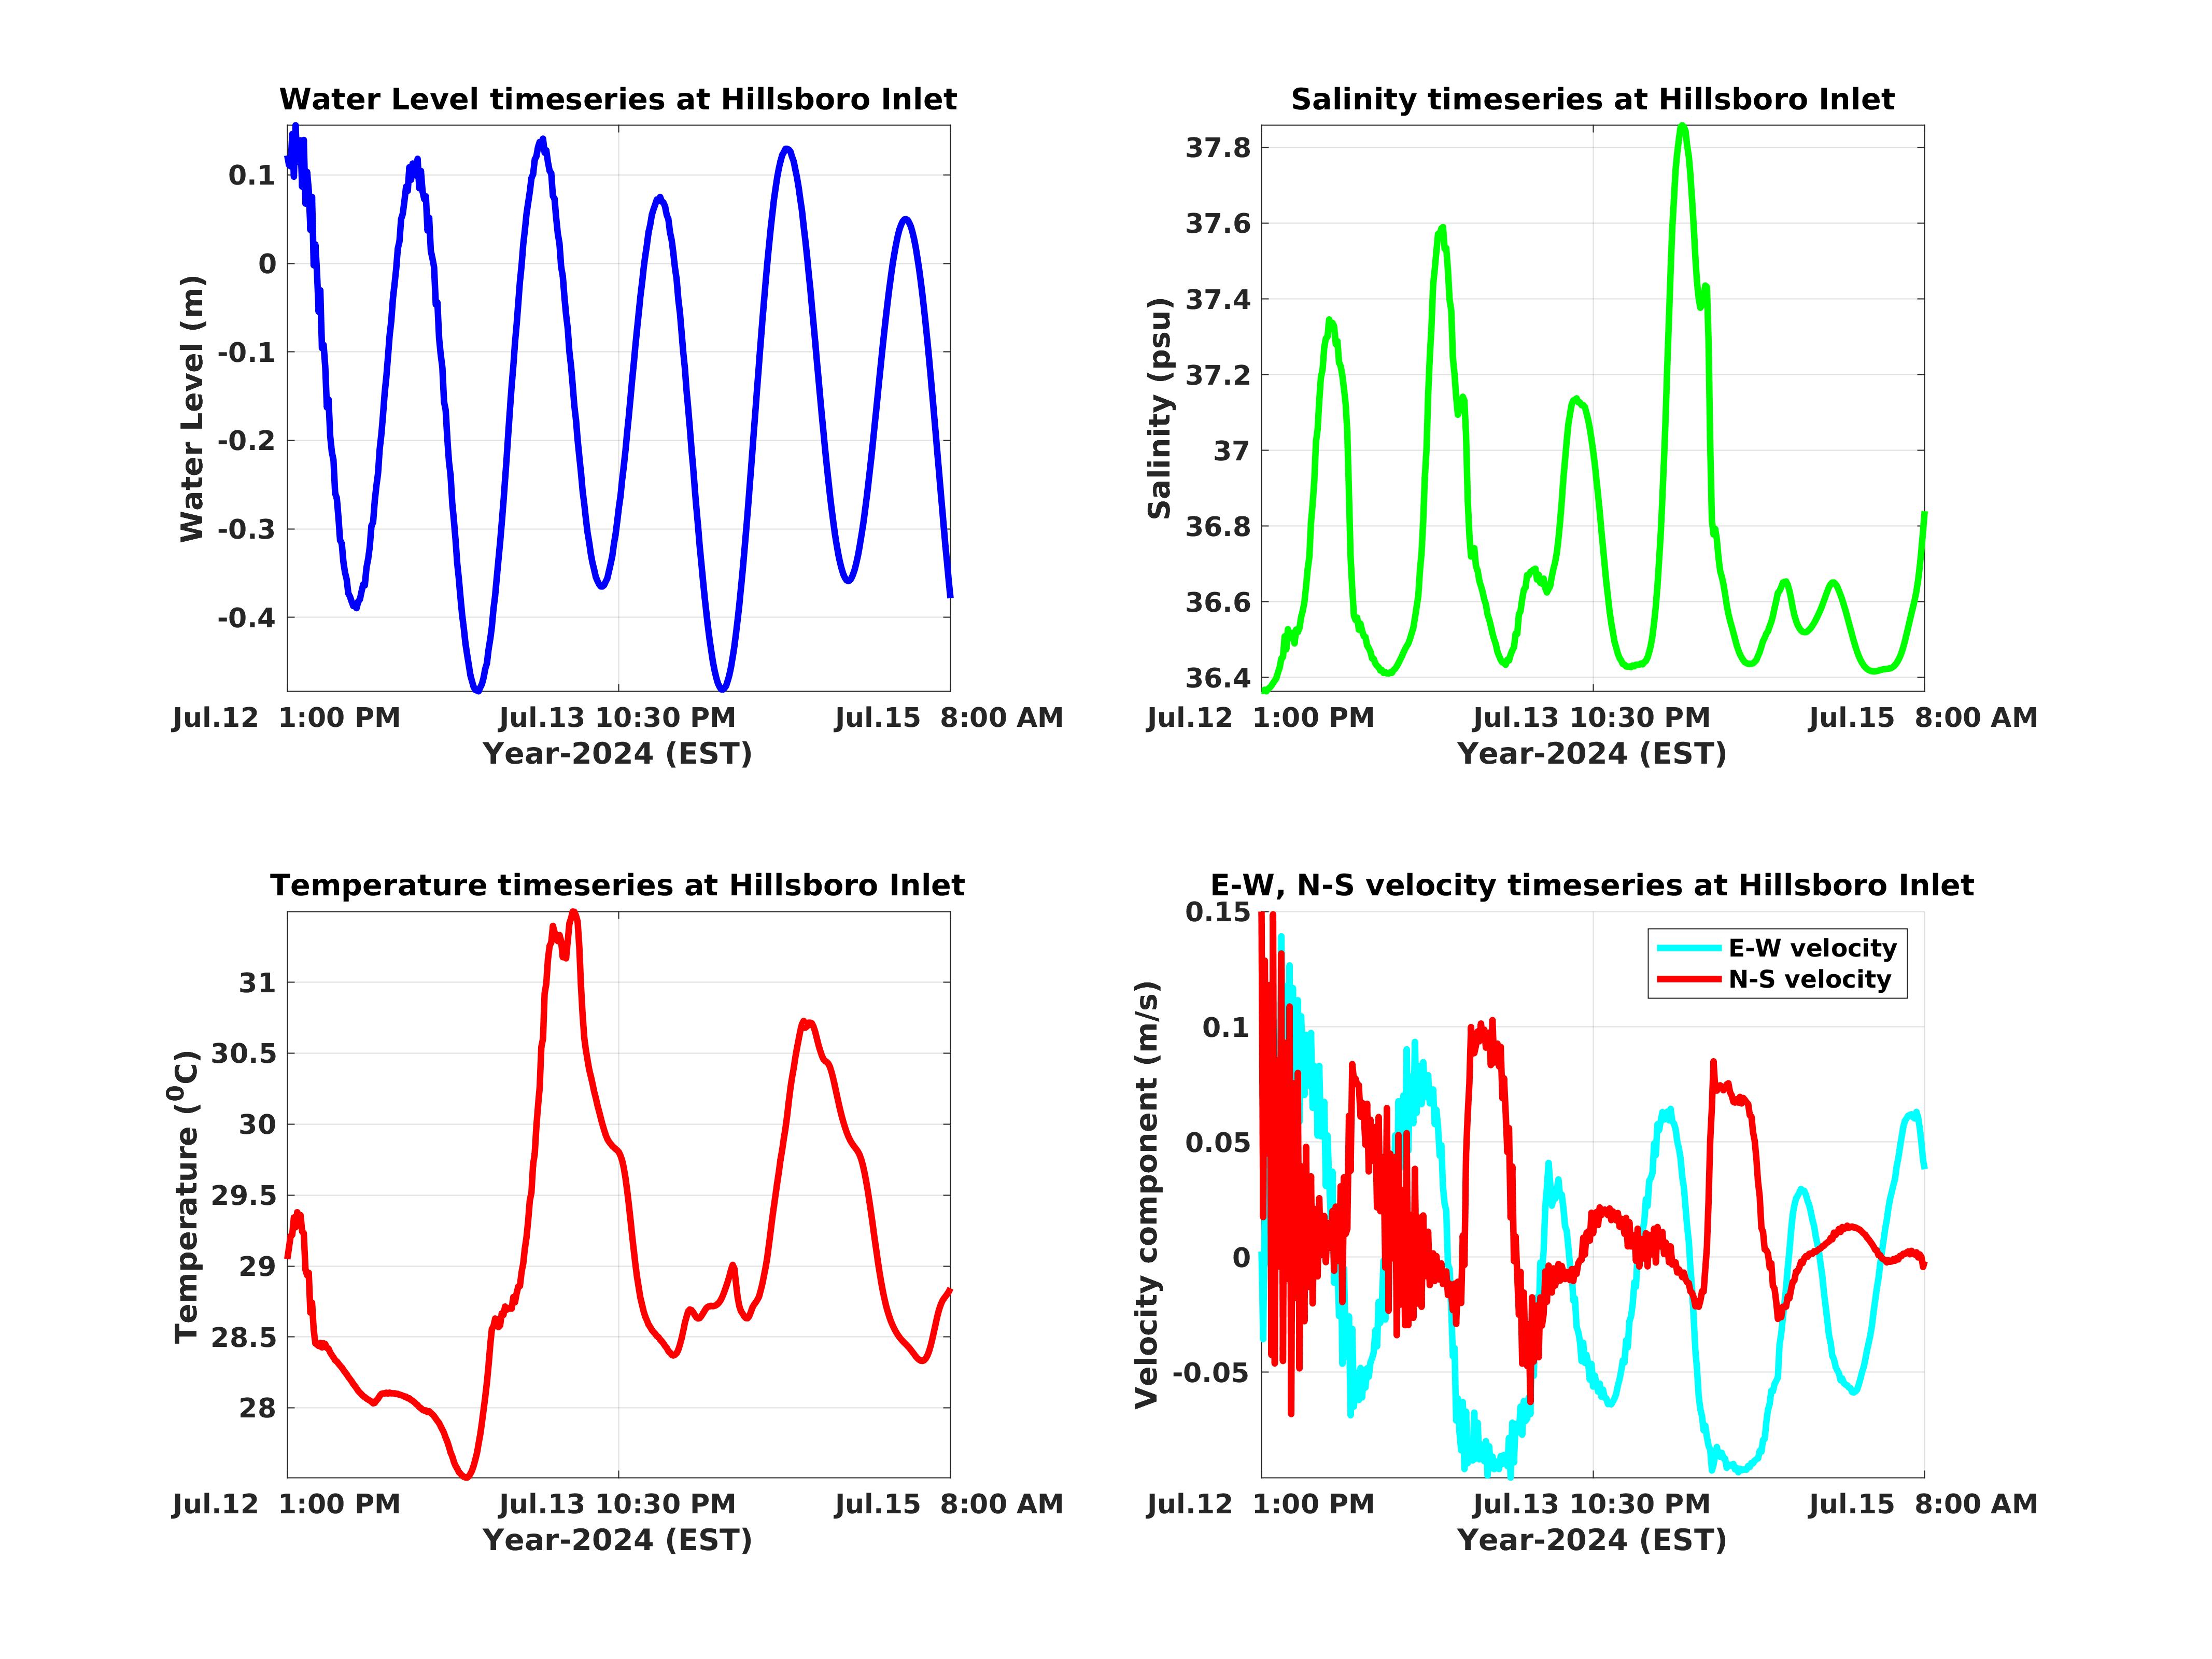 Water Level timeseries at Hillsboro Inlet
0.1
0
-0.1
-0.2
-0.3
-0.4
Water Level (m)
Jul.12 1:00 PM Jul.13 10:30 PM Jul.15 8:00 AM
Year-2024 (EST)
Salinity timeseries at Hillsboro Inlet
37.8
37.6
37.4
37.2
37
36.8
36.6
36.4
Salinity (psu)
Jul.12 1:00 PM Jul.13 10:30 PM Jul.15 8:00 AM
Year-2024 (EST)
Temperature timeseries at Hillsboro Inlet
31
30.5
30
29.5
29
28.5
28
Temperature (⁰C)
Jul.12 1:00 PM Jul.13 10:30 PM Jul.15 8:00 AM
Year-2024 (EST)
E-W, N-S velocity timeseries at Hillsboro Inlet
0.15
0.1
0.05
0
-0.05
Velocity component (m/s)
E-W velocity
N-S velocity
Jul.12 1:00 PM Jul.13 10:30 PM Jul.15 8:00 AM
Year-2024 (EST)